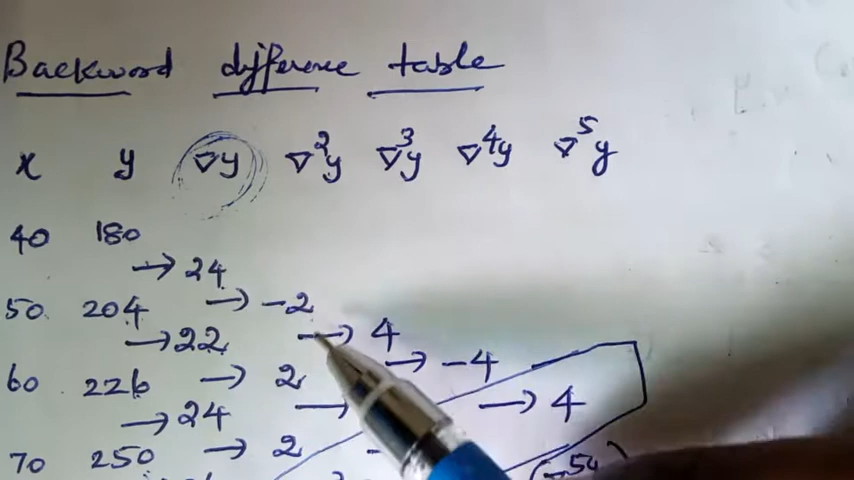 Backword difference table
x y ∇y ∇²y ∇³y ∇⁴y ∇⁵y
40 180
→ 24
50 204 → -2
→ 22 → 4
60 226 → 2 → -4
→ 24 → → 4
70 250 → 2